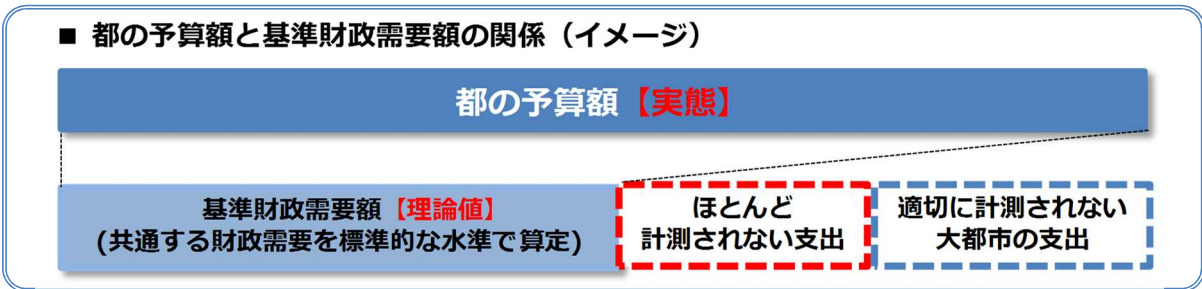 ■ 都の予算額と基準財政需要額の関係（イメージ）
都の予算額【実態】
基準財政需要額【理論値】
(共通する財政需要を標準的な水準で算定)
ほとんど
計測されない支出
適切に計測されない
大都市の支出